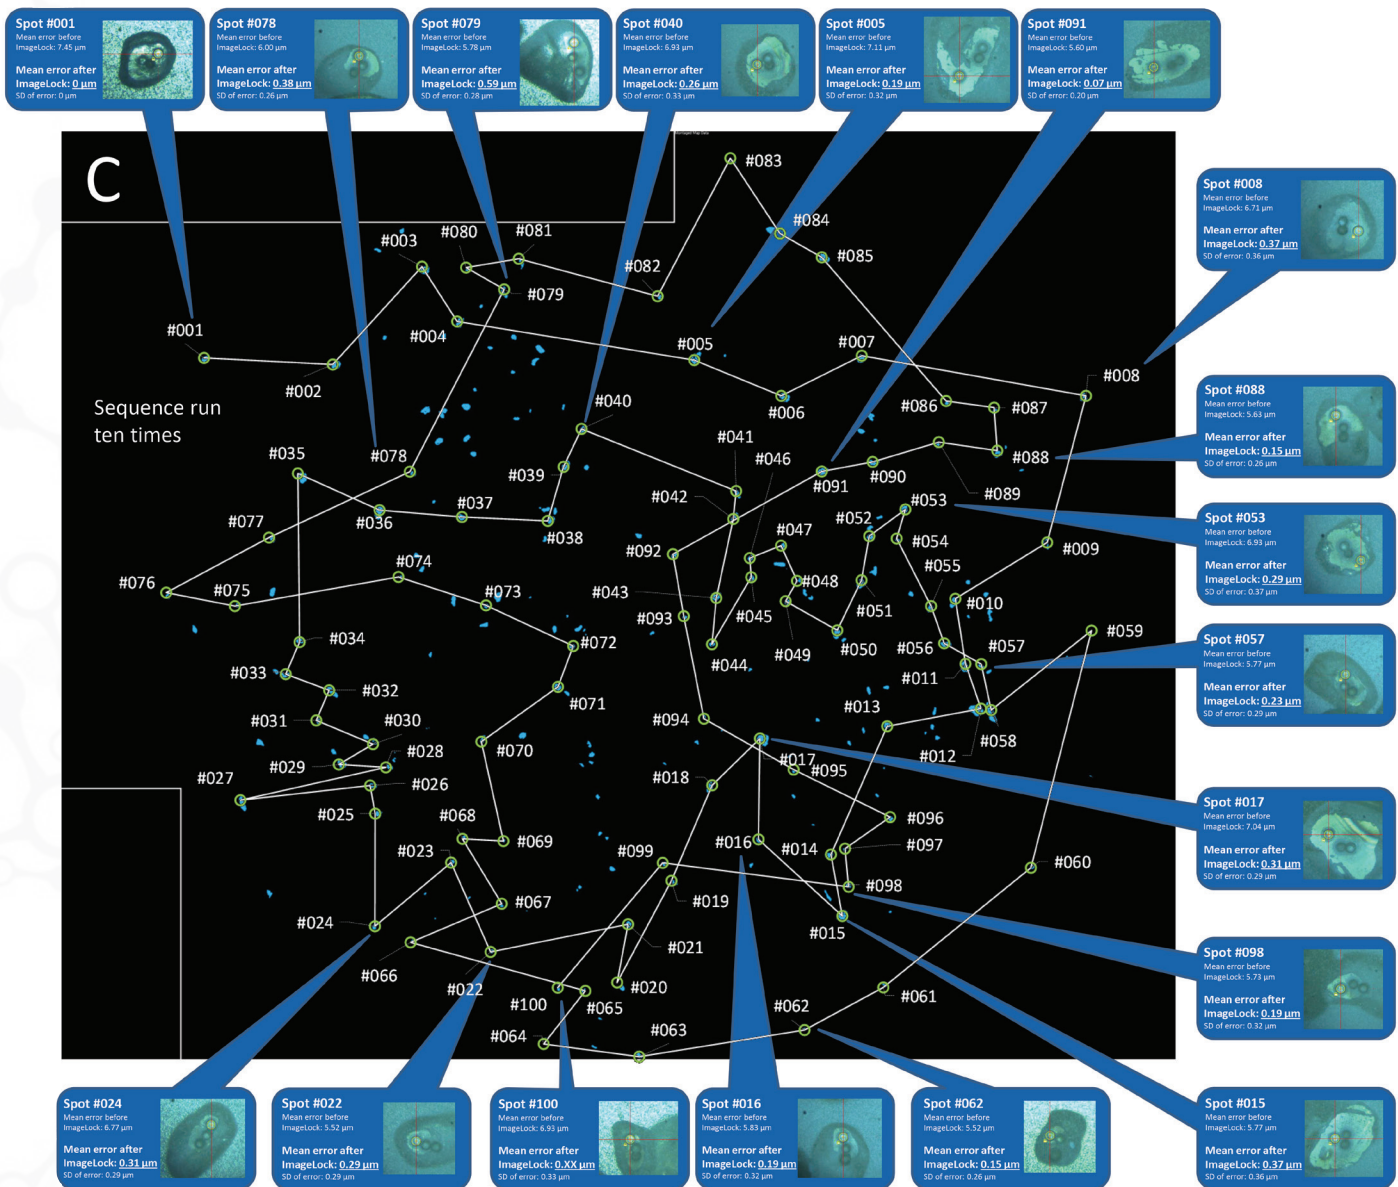 Spot #001
Mean error before
ImageLock: 7.45 µm
Mean error after
ImageLock: 0 µm
SD of error: 0 µm
Spot #078
Mean error before
ImageLock: 6.00 µm
Mean error after
ImageLock: 0.38 µm
SD of error: 0.26 µm
Spot #079
Mean error before
ImageLock: 5.78 µm
Mean error after
ImageLock: 0.59 µm
SD of error: 0.28 µm
Spot #040
Mean error before
ImageLock: 6.93 µm
Mean error after
ImageLock: 0.26 µm
SD of error: 0.33 µm
Spot #005
Mean error before
ImageLock: 7.11 µm
Mean error after
ImageLock: 0.19 µm
SD of error: 0.32 µm
Spot #091
Mean error before
ImageLock: 5.60 µm
Mean error after
ImageLock: 0.07 µm
SD of error: 0.20 µm
C
#083
#084
#085
#003
#080
#081
#082
#079
#001
#002
#004
#005
#006
#007
#008
Sequence run
ten times
#040
#086
#087
#088
#035
#078
#039
#041
#046
#042
#091
#090
#089
#077
#036
#037
#038
#047
#052
#053
#092
#054
#009
#076
#075
#074
#073
#043
#093
#045
#048
#051
#055
#010
#034
#072
#044
#049
#050
#056
#057
#059
#033
#032
#071
#011
#031
#030
#094
#013
#029
#028
#070
#012
#058
#027
#026
#018
#017
#095
#025
#068
#069
#096
#023
#099
#016
#014
#097
#060
#024
#067
#019
#098
#015
#066
#022
#021
#020
#100
#065
#062
#061
#064
#063
Spot #008
Mean error before
ImageLock: 6.71 µm
Mean error after
ImageLock: 0.37 µm
SD of error: 0.36 µm
Spot #088
Mean error before
ImageLock: 5.63 µm
Mean error after
ImageLock: 0.15 µm
SD of error: 0.26 µm
Spot #053
Mean error before
ImageLock: 6.93 µm
Mean error after
ImageLock: 0.29 µm
SD of error: 0.37 µm
Spot #057
Mean error before
ImageLock: 5.77 µm
Mean error after
ImageLock: 0.23 µm
SD of error: 0.29 µm
Spot #017
Mean error before
ImageLock: 7.04 µm
Mean error after
ImageLock: 0.31 µm
SD of error: 0.29 µm
Spot #098
Mean error before
ImageLock: 5.73 µm
Mean error after
ImageLock: 0.19 µm
SD of error: 0.32 µm
Spot #024
Mean error before
ImageLock: 6.77 µm
Mean error after
ImageLock: 0.31 µm
SD of error: 0.29 µm
Spot #022
Mean error before
ImageLock: 5.52 µm
Mean error after
ImageLock: 0.29 µm
SD of error: 0.29 µm
Spot #100
Mean error before
ImageLock: 6.93 µm
Mean error after
ImageLock: 0.XX µm
SD of error: 0.33 µm
Spot #016
Mean error before
ImageLock: 5.83 µm
Mean error after
ImageLock: 0.19 µm
SD of error: 0.32 µm
Spot #062
Mean error before
ImageLock: 5.52 µm
Mean error after
ImageLock: 0.15 µm
SD of error: 0.26 µm
Spot #015
Mean error before
ImageLock: 5.77 µm
Mean error after
ImageLock: 0.37 µm
SD of error: 0.36 µm